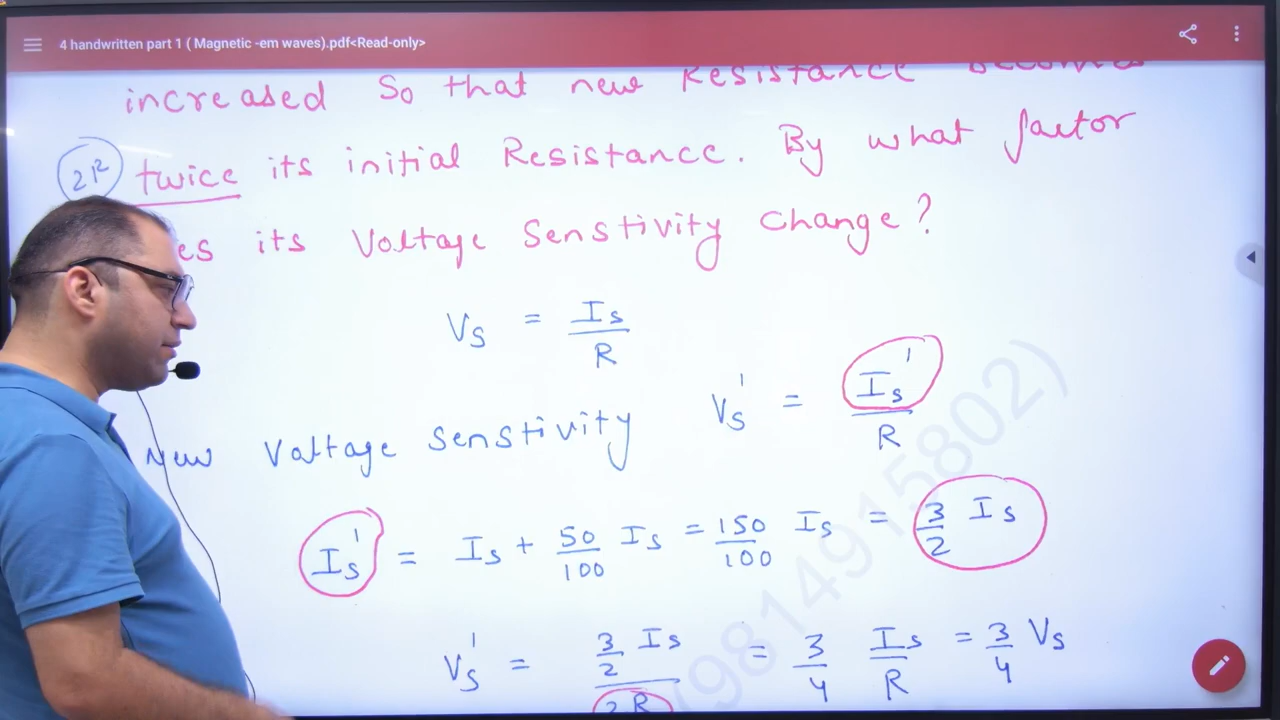 4 handwritten part 1 ( Magnetic -em waves).pdf<Read-only>
increased So that new Resistance becomes
twice its initial Resistance. By what factor
es its Voltage Senstivity Change?
Vs = Is/R
New Voltage Senstivity Vs' = Is'/R
Is' = Is + 50/100 Is = 150/100 Is = 3/2 Is
Vs' = 3/2 Is / 2R = 3/4 Is/R = 3/4 Vs